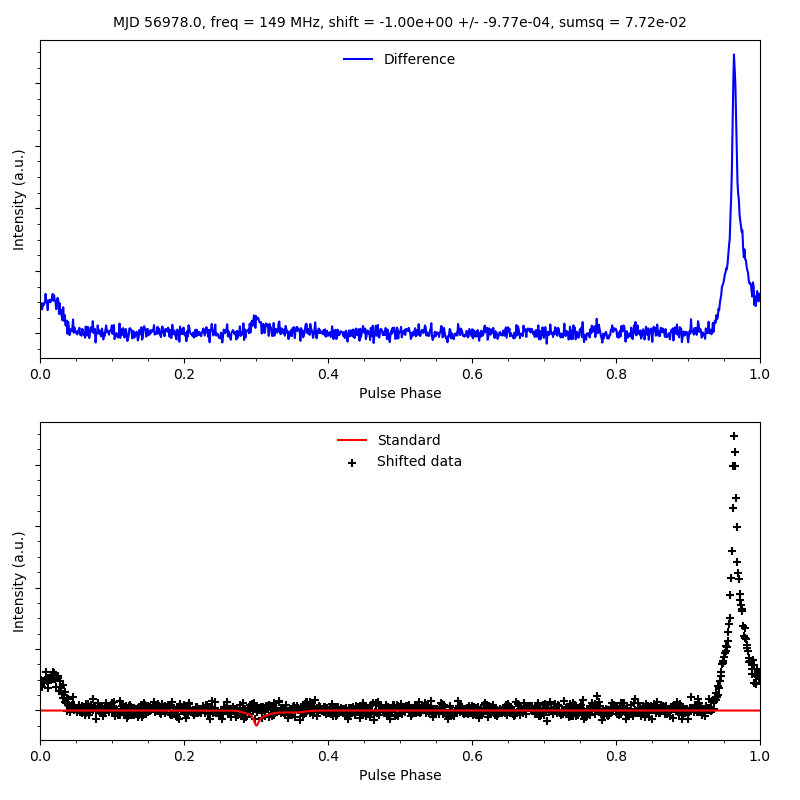 MJD 56978.0, freq = 149 MHz, shift = -1.00e+00 +/- -9.77e-04, sumsq = 7.72e-02
Difference
Intensity (a.u.)
0.0 0.2 0.4 0.6 0.8 1.0
Pulse Phase
Standard
Shifted data
Intensity (a.u.)
0.0 0.2 0.4 0.6 0.8 1.0
Pulse Phase